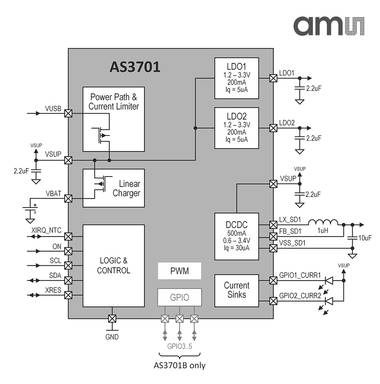 amu
AS3701
Power Path &
Current Limiter
LDO1
1.2 – 3.3V
200mA
Iq = 5uA
LDO1
2.2uF
VUSB
LDO2
1.2 – 3.3V
200mA
Iq = 5uA
LDO2
2.2uF
VSUP
VSUP
2.2uF
VBAT
Linear
Charger
VSUP
VSUP
2.2uF
DCDC
500mA
0.6 – 3.4V
Iq = 30uA
LX_SD1
FB_SD1
VSS_SD1
1uH
10uF
XIRQ_NTC
ON
SCL
SDA
XRES
LOGIC &
CONTROL
PWM
GPIO
Current
Sinks
VSUP
GPIO1_CURR1
GPIO2_CURR2
GND
GPIO3..5
AS3701B only